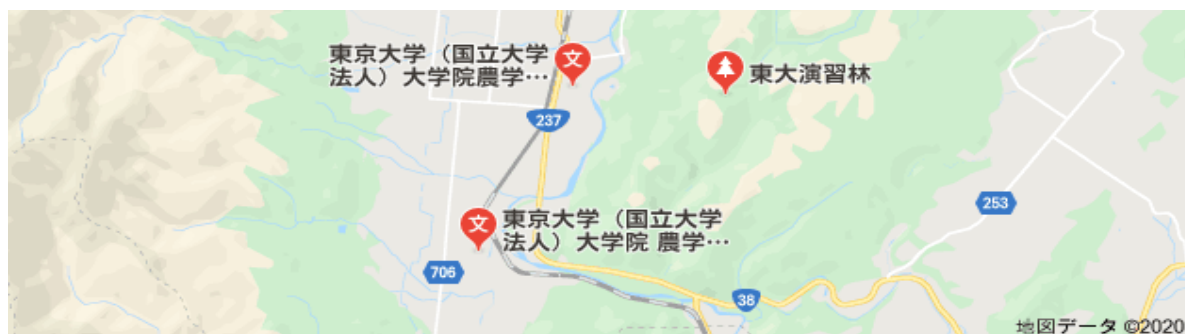 東京大学（国立大学
法人）大学院農学…
文
東大演習林
237
253
文
東京大学（国立大学
法人）大学院 農学…
706
38
地図データ ©2020